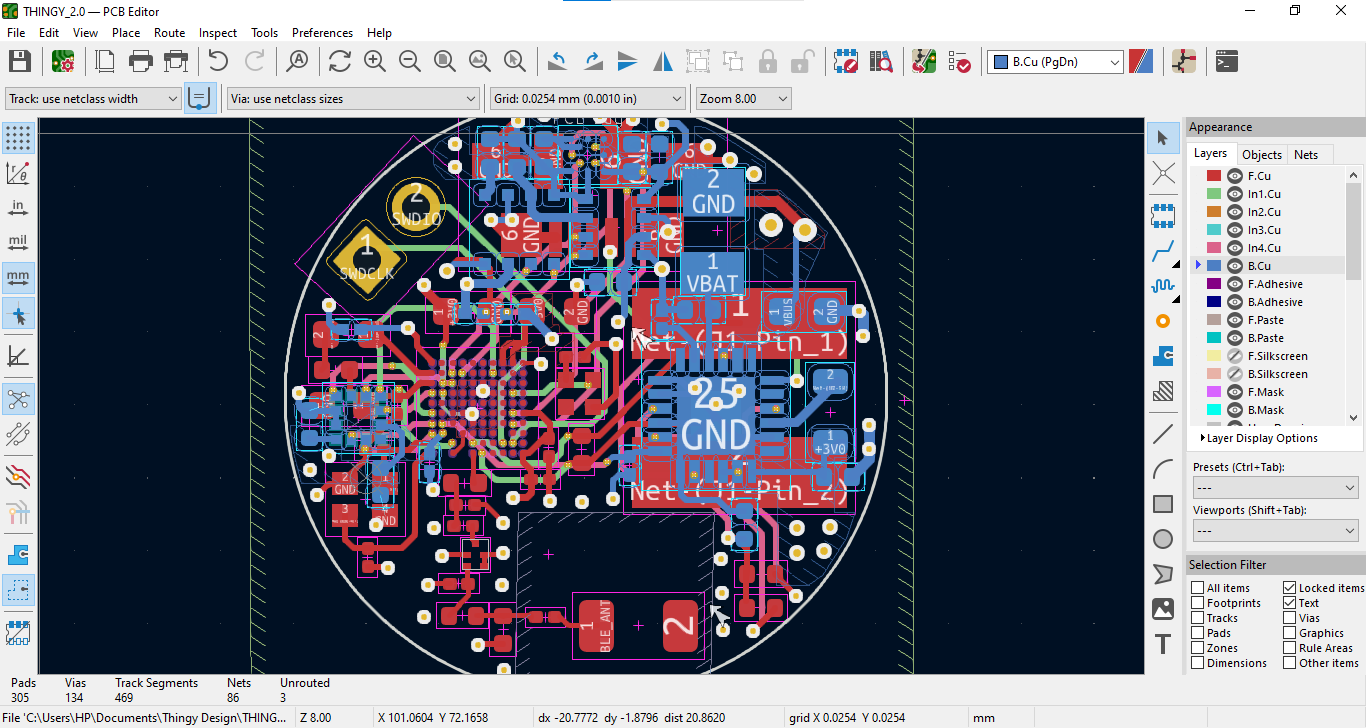 THINGY_2.0 — PCB Editor
File Edit View Place Route Inspect Tools Preferences Help
B.Cu (PgDn)
Track: use netclass width
Via: use netclass sizes
Grid: 0.0254 mm (0.0010 in)
Zoom 8.00
in
mil
mm
2
SWDIO
1
SWDCLK
6
GND
2
GND
1
VBAT
1
VBUS
2
GND
Net-(J1-Pin_1)
25
GND
2
1
+3V0
Net-(J1-Pin_2)
2
GND
1
3
4
GND
1
BLE_ANT
2
Appearance
Layers Objects Nets
F.Cu
In1.Cu
In2.Cu
In3.Cu
In4.Cu
B.Cu
F.Adhesive
B.Adhesive
F.Paste
B.Paste
F.Silkscreen
B.Silkscreen
F.Mask
B.Mask
Layer Display Options
Presets (Ctrl+Tab):
---
Viewports (Shift+Tab):
---
Selection Filter
All items Locked items
Footprints Text
Tracks Vias
Pads Graphics
Zones Rule Areas
Dimensions Other items
Pads Vias Track Segments Nets Unrouted
305 134 469 86 3
File 'C:\Users\HP\Documents\Thingy Design\THING... Z 8.00 X 101.0604 Y 72.1658 dx -20.7772 dy -1.8796 dist 20.8620 grid X 0.0254 Y 0.0254 mm